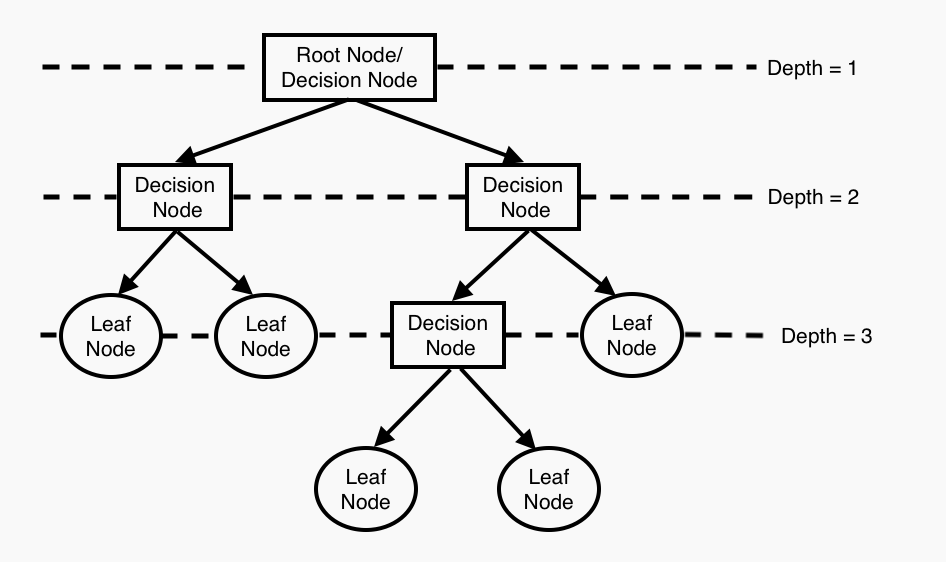 Root Node/
Decision Node
Depth = 1
Decision
Node
Decision
Node
Depth = 2
Leaf
Node
Leaf
Node
Decision
Node
Leaf
Node
Depth = 3
Leaf
Node
Leaf
Node